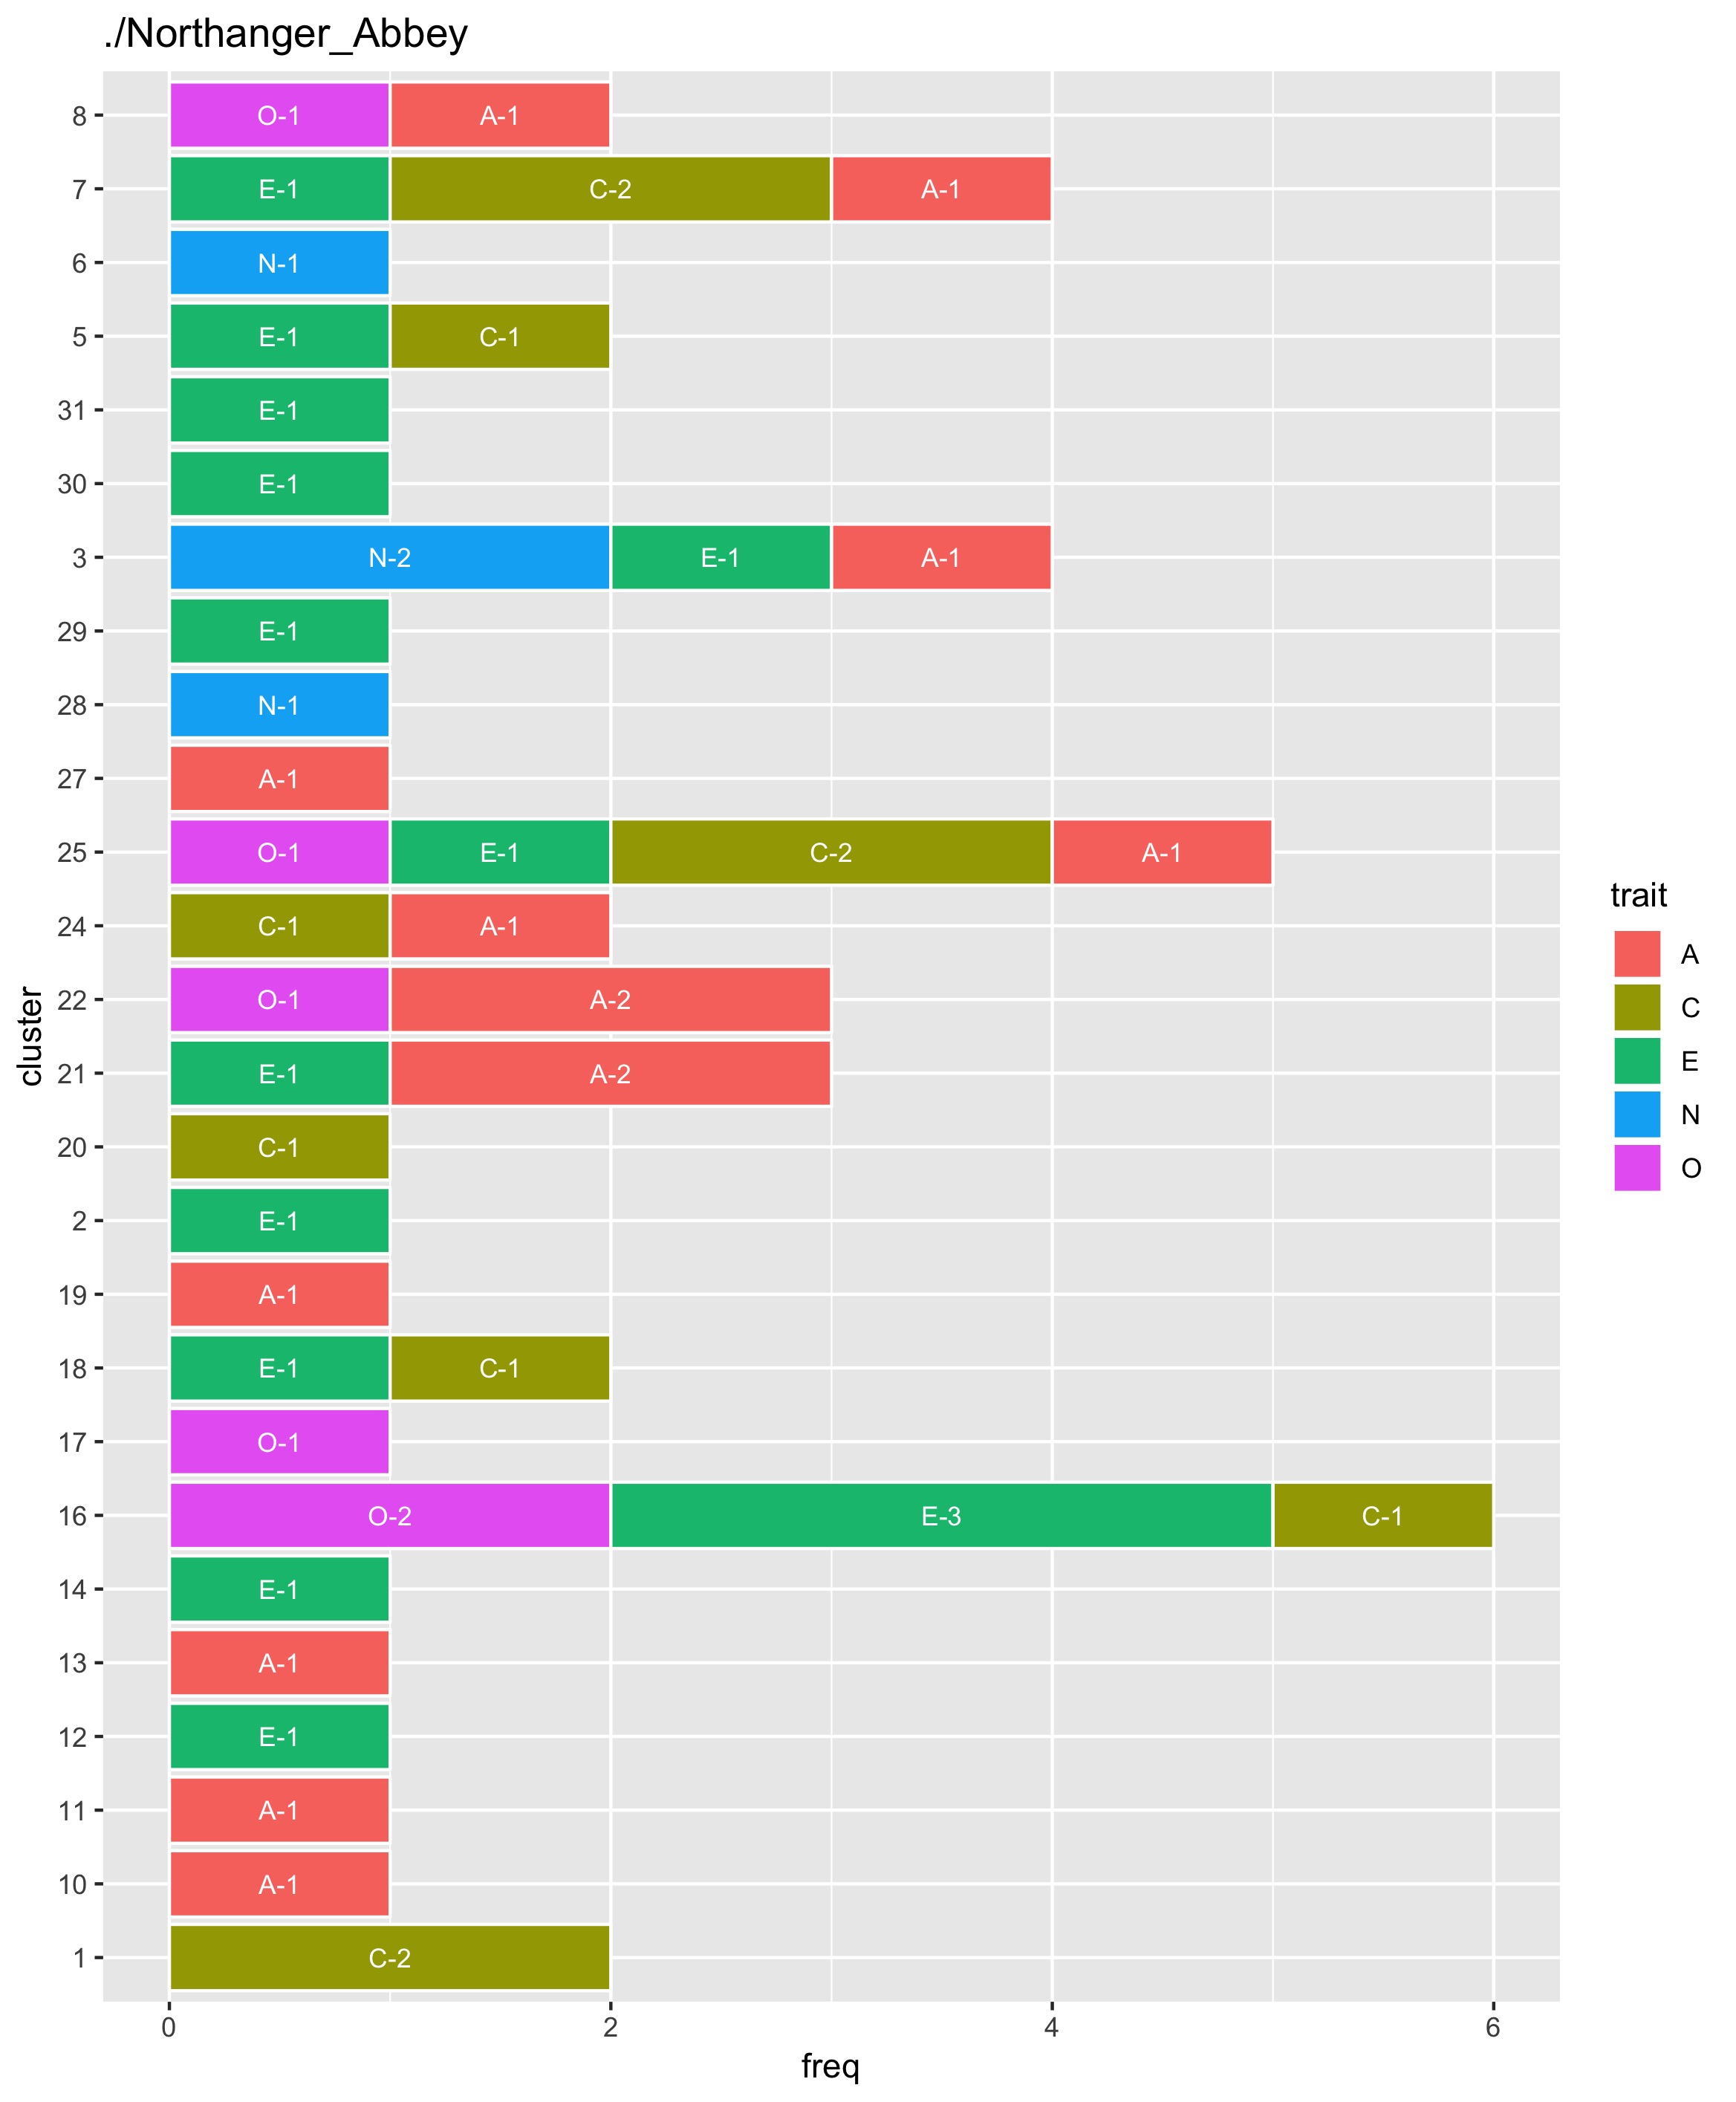 ./Northanger_Abbey
8 O-1 A-1
7 E-1 C-2 A-1
6 N-1
5 E-1 C-1
31 E-1
30 E-1
3 N-2 E-1 A-1
29 E-1
28 N-1
27 A-1
25 O-1 E-1 C-2 A-1
24 C-1 A-1
22 O-1 A-2
21 E-1 A-2
20 C-1
2 E-1
19 A-1
18 E-1 C-1
17 O-1
16 O-2 E-3 C-1
14 E-1
13 A-1
12 E-1
11 A-1
10 A-1
1 C-2
0 2 4 6
freq
cluster
trait
A
C
E
N
O